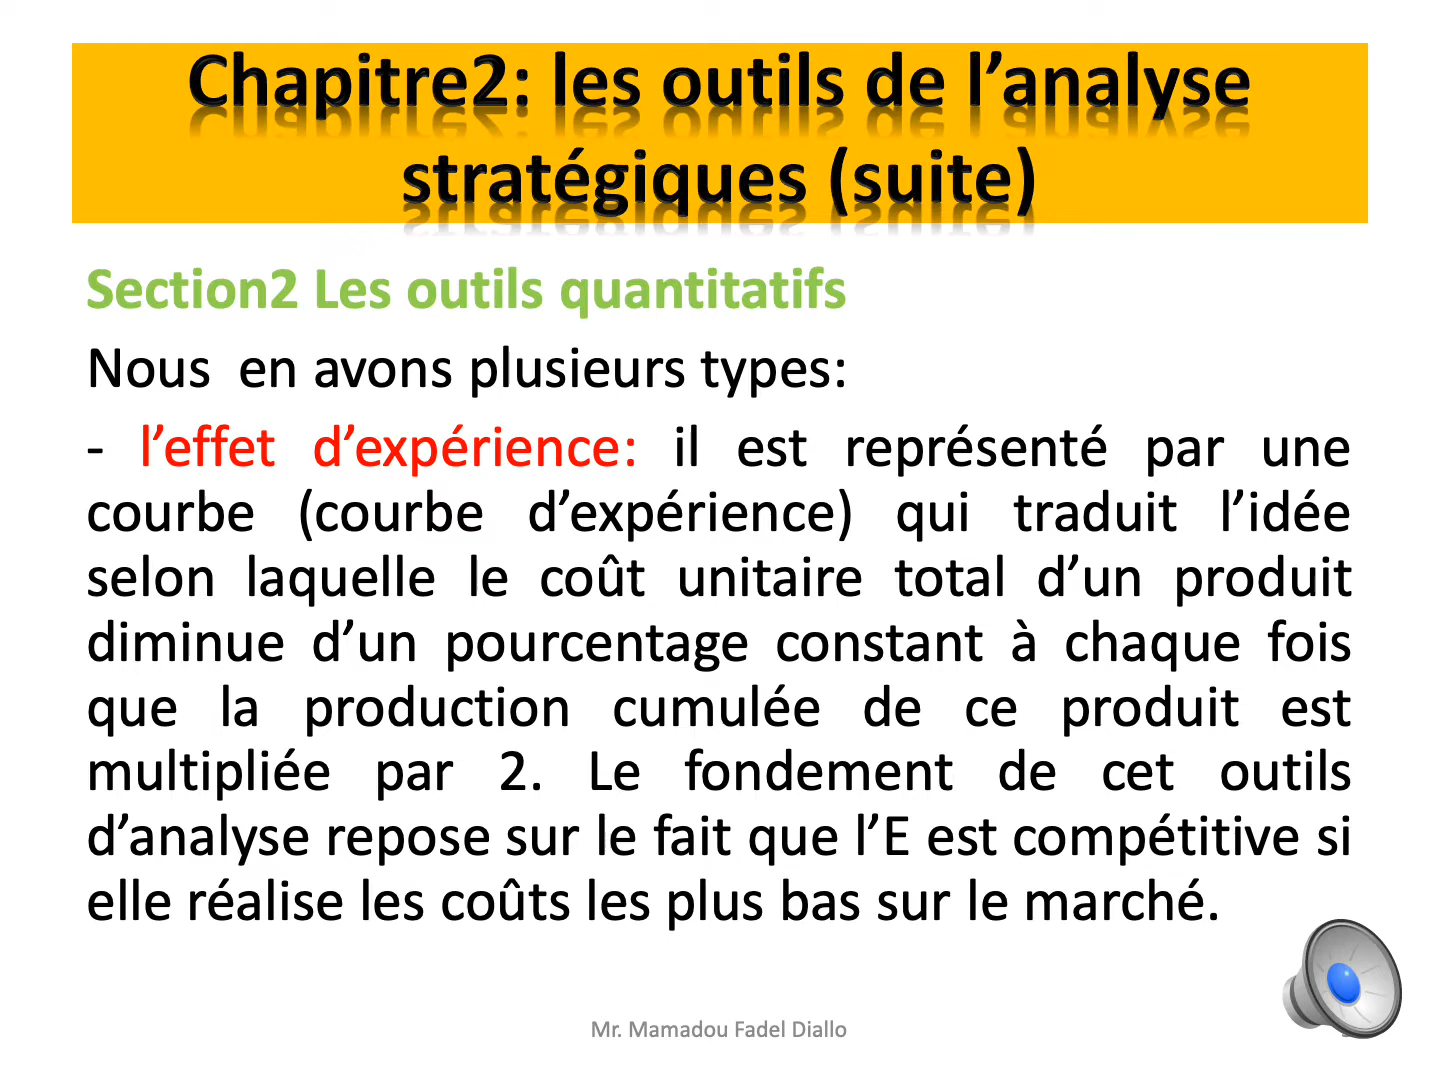 Chapitre2: les outils de l’analyse
stratégiques (suite)
Section2 Les outils quantitatifs
Nous en avons plusieurs types:
- l’effet d’expérience: il est représenté par une
courbe (courbe d’expérience) qui traduit l’idée
selon laquelle le coût unitaire total d’un produit
diminue d’un pourcentage constant à chaque fois
que la production cumulée de ce produit est
multipliée par 2. Le fondement de cet outils
d’analyse repose sur le fait que l’E est compétitive si
elle réalise les coûts les plus bas sur le marché.
Mr. Mamadou Fadel Diallo